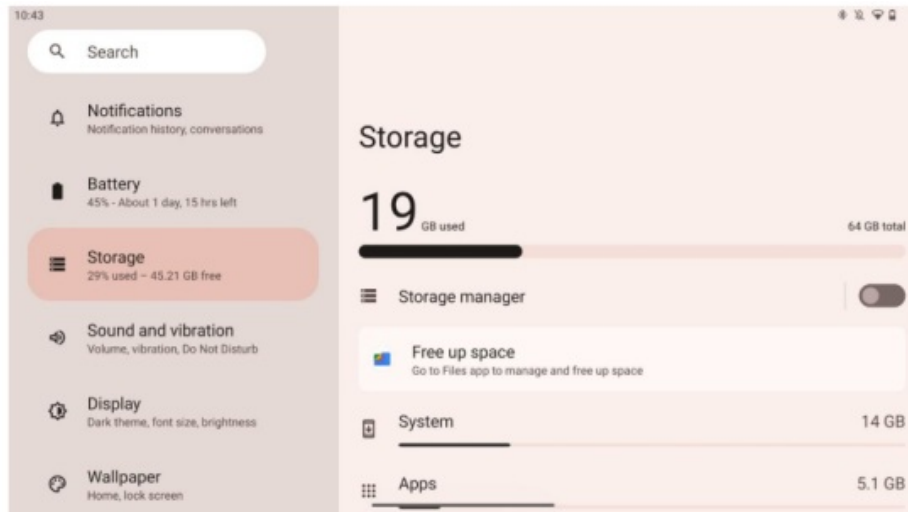 10:43
Search
Notifications
Notification history, conversations
Battery
45% - About 1 day, 15 hrs left
Storage
29% used – 45.21 GB free
Sound and vibration
Volume, vibration, Do Not Disturb
Display
Dark theme, font size, brightness
Wallpaper
Home, lock screen
Storage
19 GB used
64 GB total
Storage manager
Free up space
Go to Files app to manage and free up space
System
14 GB
Apps
5.1 GB